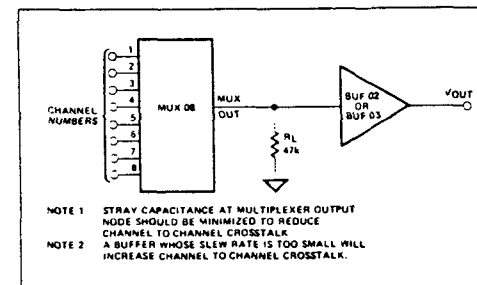 1
2
3
4
5
6
7
8
CHANNEL
NUMBERS
MUX 08
MUX
OUT
RL
47k
BUF 02
OR
BUF 03
VOUT
NOTE 1 STRAY CAPACITANCE AT MULTIPLEXER OUTPUT
NODE SHOULD BE MINIMIZED TO REDUCE
CHANNEL TO CHANNEL CROSSTALK
NOTE 2 A BUFFER WHOSE SLEW RATE IS TOO SMALL WILL
INCREASE CHANNEL TO CHANNEL CROSSTALK.